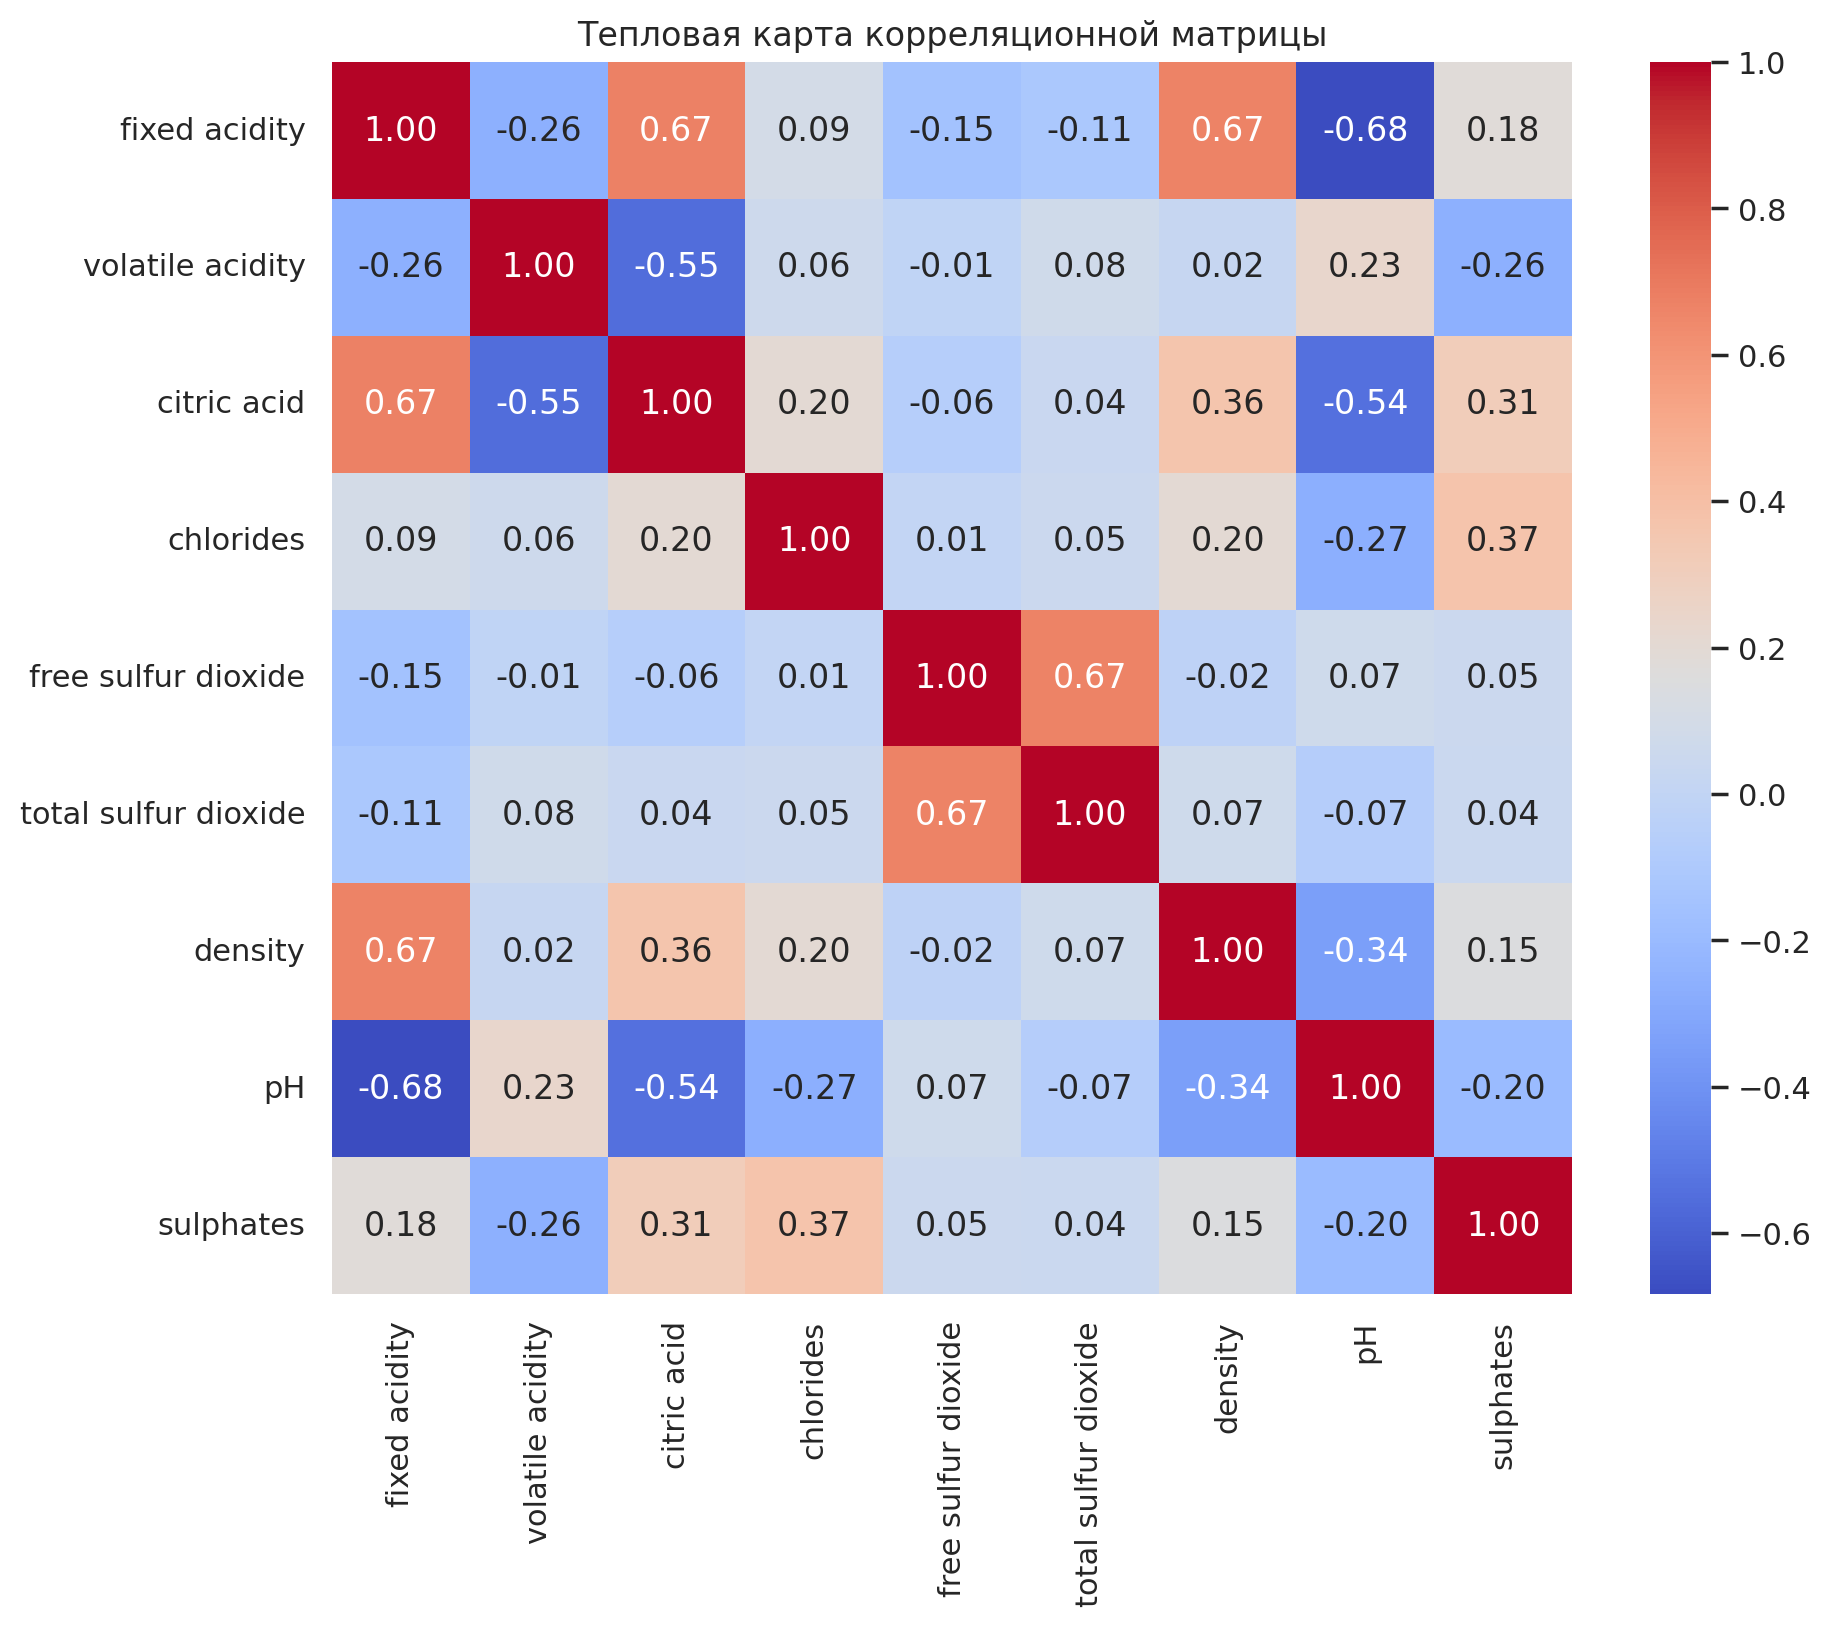 Тепловая карта корреляционной матрицы
fixed acidity 1.00 -0.26 0.67 0.09 -0.15 -0.11 0.67 -0.68 0.18
volatile acidity -0.26 1.00 -0.55 0.06 -0.01 0.08 0.02 0.23 -0.26
citric acid 0.67 -0.55 1.00 0.20 -0.06 0.04 0.36 -0.54 0.31
chlorides 0.09 0.06 0.20 1.00 0.01 0.05 0.20 -0.27 0.37
free sulfur dioxide -0.15 -0.01 -0.06 0.01 1.00 0.67 -0.02 0.07 0.05
total sulfur dioxide -0.11 0.08 0.04 0.05 0.67 1.00 0.07 -0.07 0.04
density 0.67 0.02 0.36 0.20 -0.02 0.07 1.00 -0.34 0.15
pH -0.68 0.23 -0.54 -0.27 0.07 -0.07 -0.34 1.00 -0.20
sulphates 0.18 -0.26 0.31 0.37 0.05 0.04 0.15 -0.20 1.00
fixed acidity
volatile acidity
citric acid
chlorides
free sulfur dioxide
total sulfur dioxide
density
pH
sulphates
1.0
0.8
0.6
0.4
0.2
0.0
−0.2
−0.4
−0.6